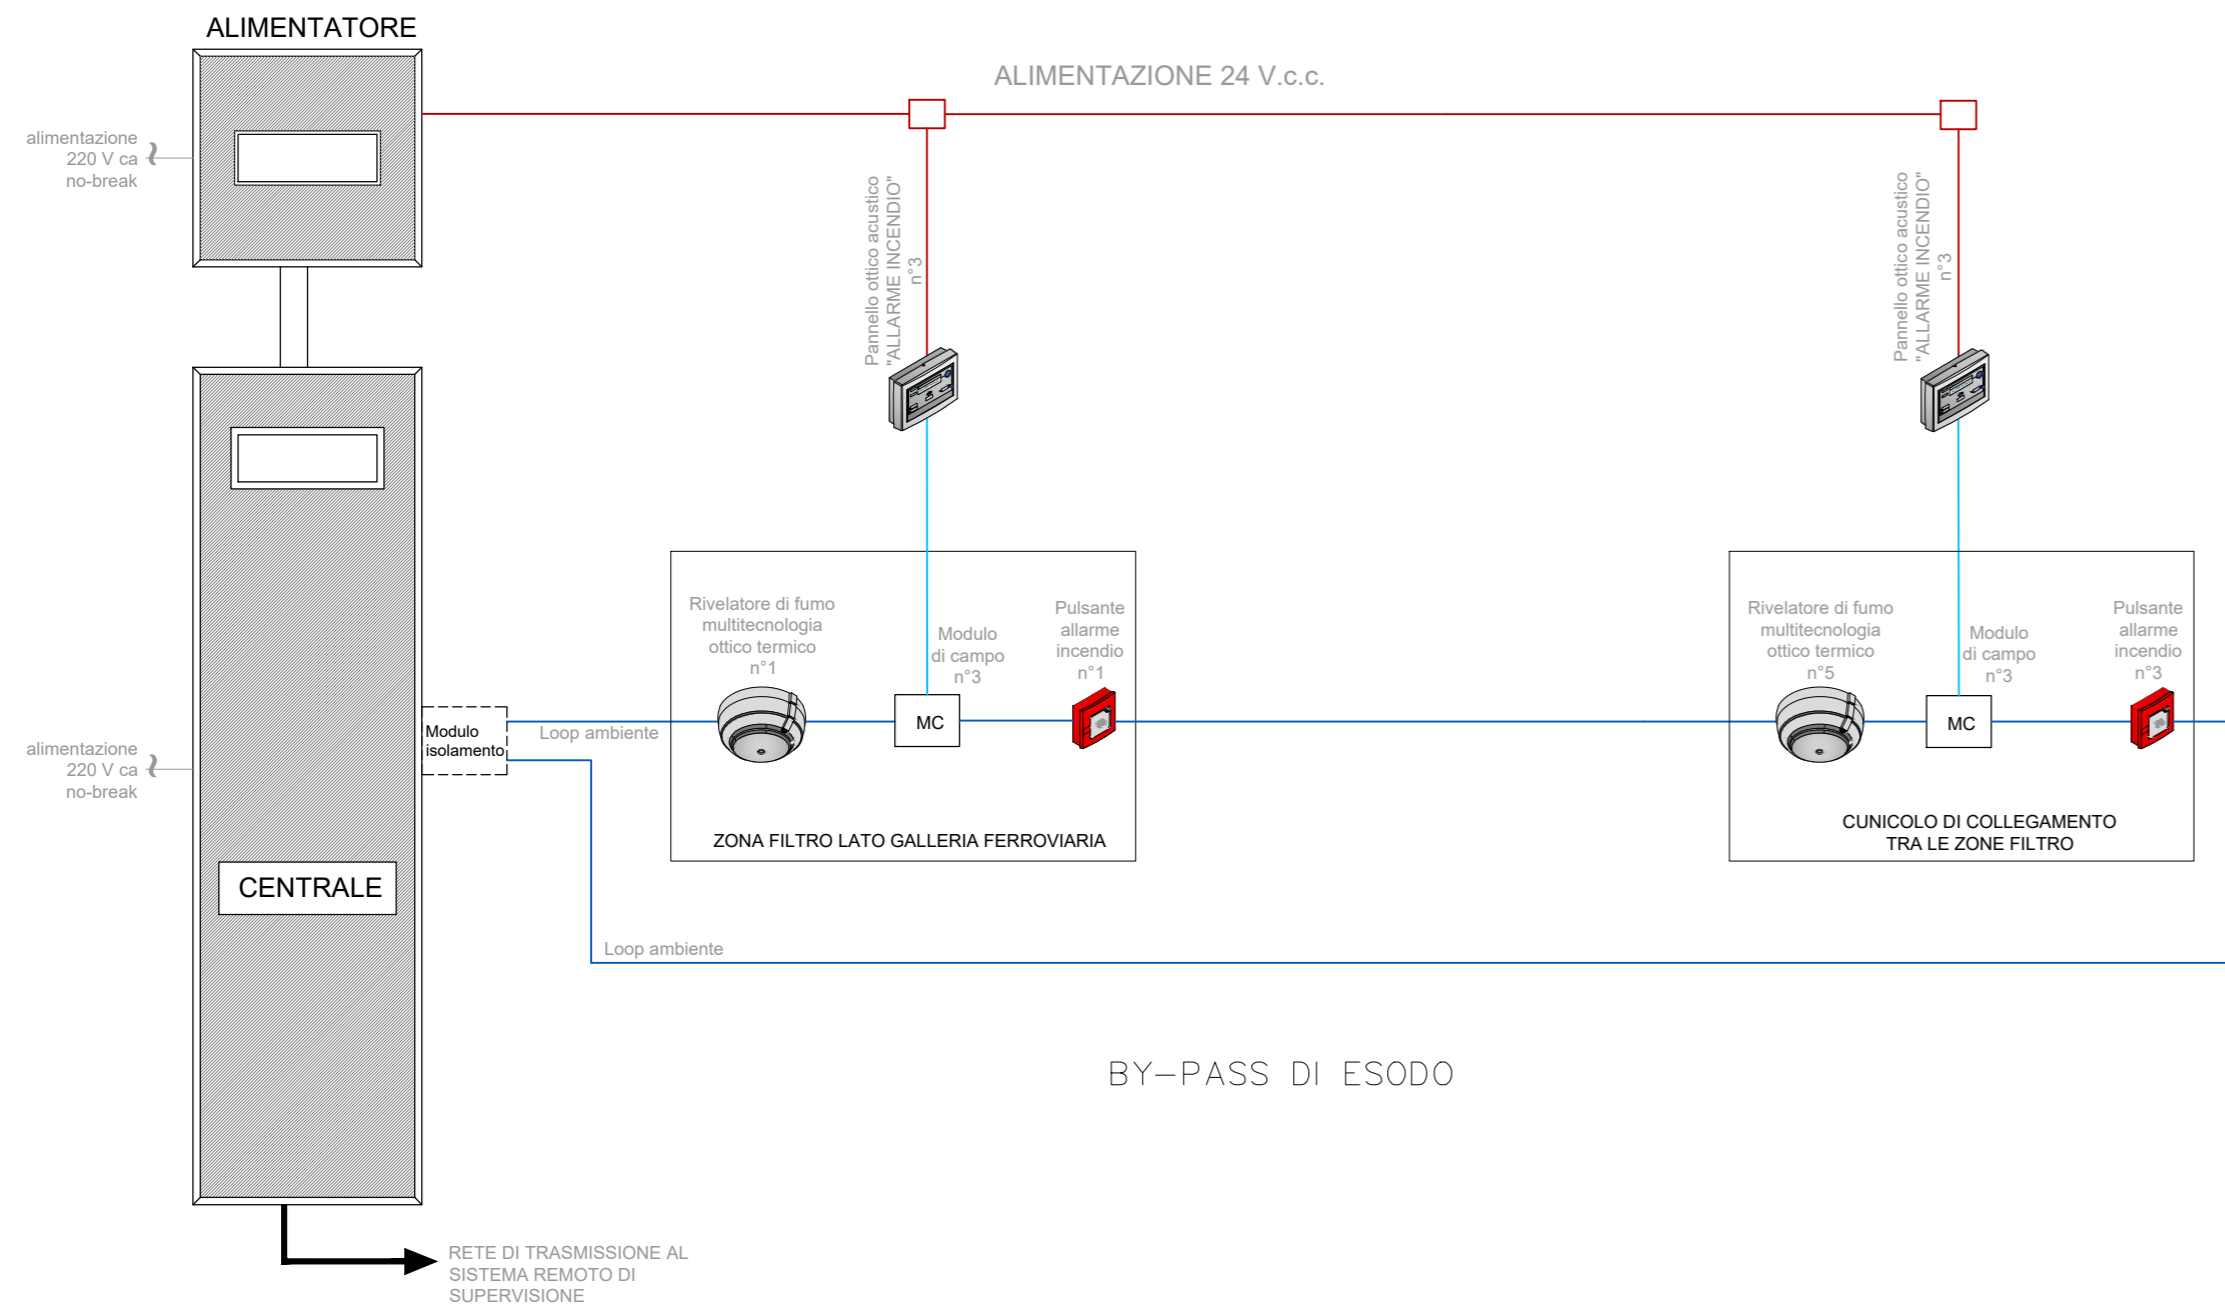 ALIMENTATORE
ALIMENTAZIONE 24 V.c.c.
alimentazione
220 V ca
no-break
Pannello ottico acustico
"ALLARME INCENDIO"
n°3
Pannello ottico acustico
"ALLARME INCENDIO"
n°3
Rivelatore di fumo
multitecnologia
ottico termico
n°1
Modulo
di campo
n°3
Pulsante
allarme
incendio
n°1
Rivelatore di fumo
multitecnologia
ottico termico
n°5
Modulo
di campo
n°3
Pulsante
allarme
incendio
n°3
MC
MC
Modulo
isolamento
Loop ambiente
alimentazione
220 V ca
no-break
ZONA FILTRO LATO GALLERIA FERROVIARIA
CUNICOLO DI COLLEGAMENTO
TRA LE ZONE FILTRO
CENTRALE
Loop ambiente
BY-PASS DI ESODO
RETE DI TRASMISSIONE AL
SISTEMA REMOTO DI
SUPERVISIONE